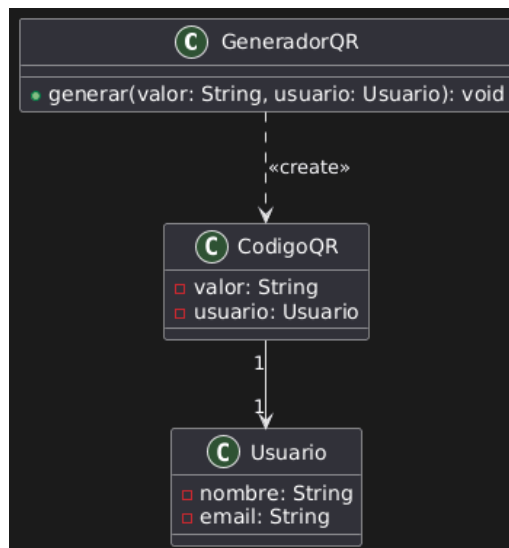 C GeneradorQR
generar(valor: String, usuario: Usuario): void
«create»
C CodigoQR
valor: String
usuario: Usuario
1
1
C Usuario
nombre: String
email: String